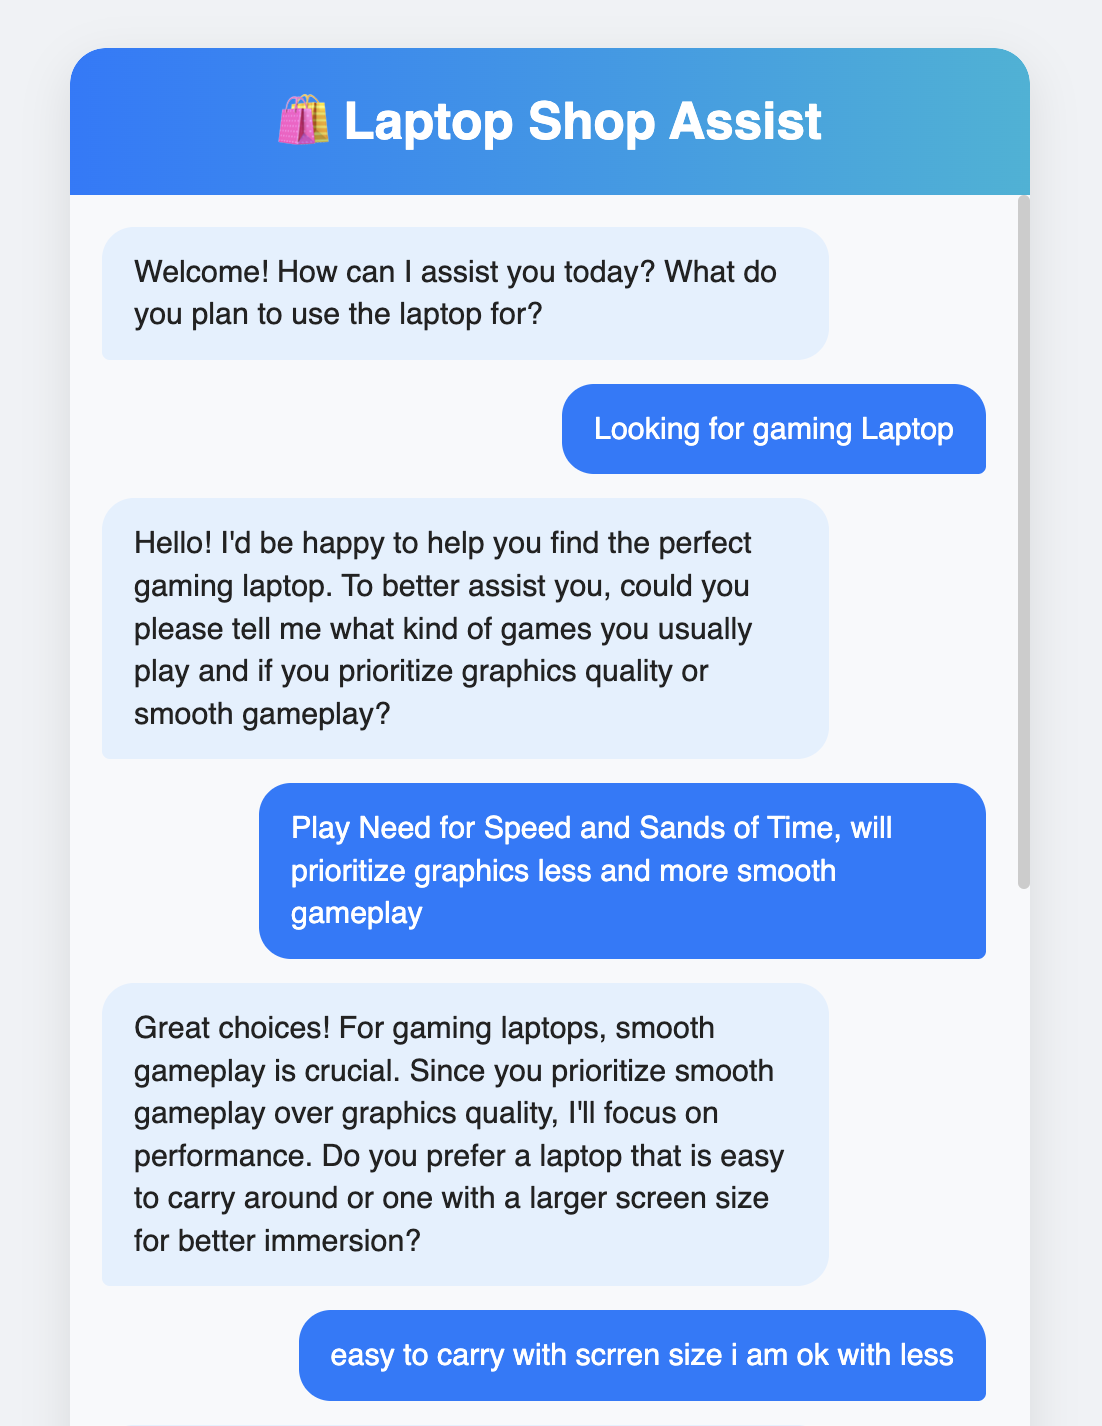 Laptop Shop Assist
Welcome! How can I assist you today? What do
you plan to use the laptop for?
Looking for gaming Laptop
Hello! I'd be happy to help you find the perfect
gaming laptop. To better assist you, could you
please tell me what kind of games you usually
play and if you prioritize graphics quality or
smooth gameplay?
Play Need for Speed and Sands of Time, will
prioritize graphics less and more smooth
gameplay
Great choices! For gaming laptops, smooth
gameplay is crucial. Since you prioritize smooth
gameplay over graphics quality, I'll focus on
performance. Do you prefer a laptop that is easy
to carry around or one with a larger screen size
for better immersion?
easy to carry with scrren size i am ok with less